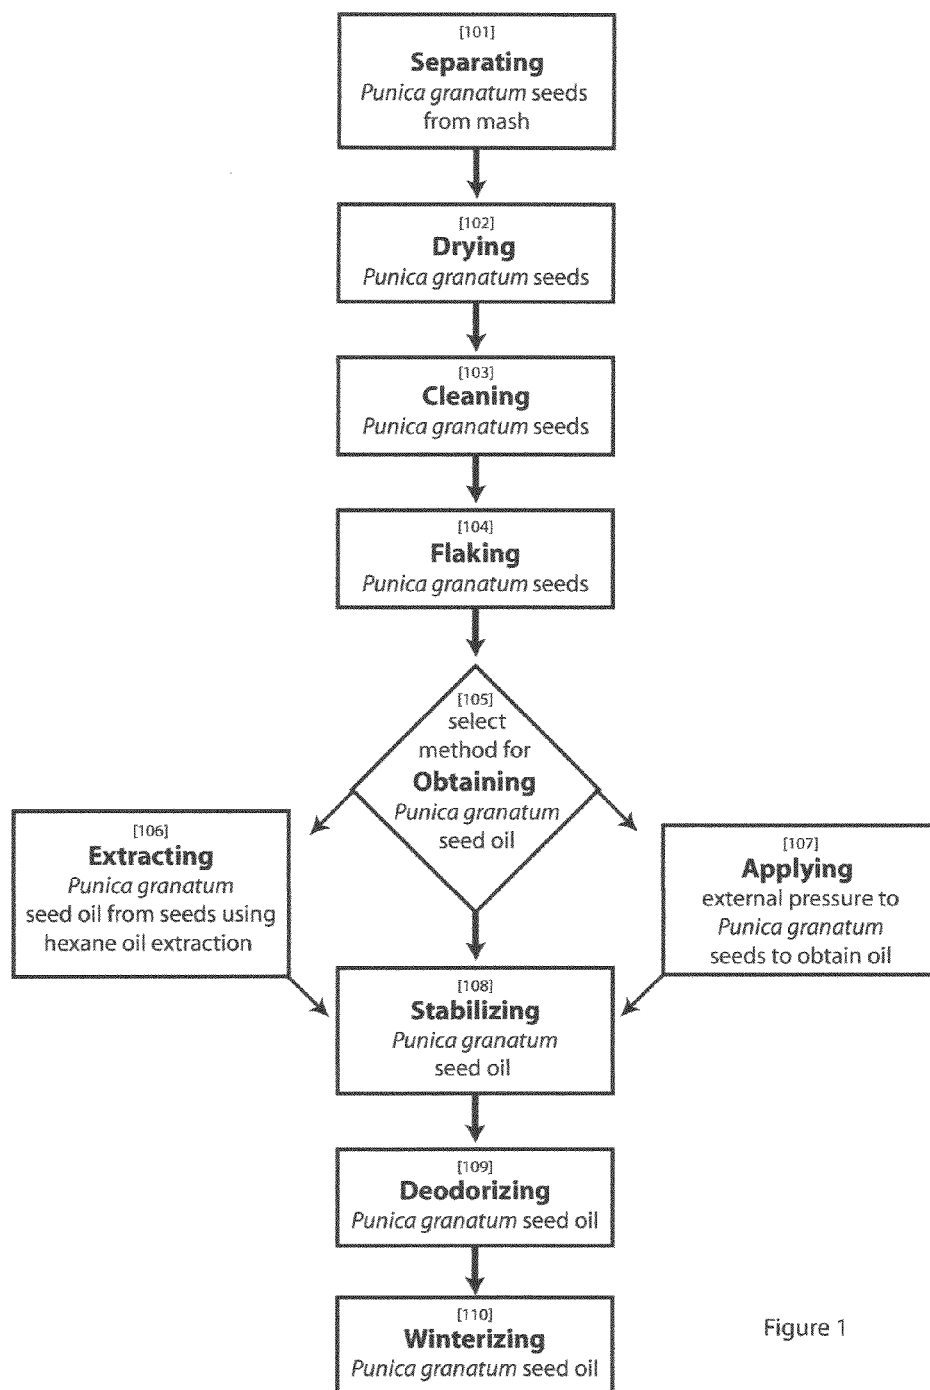 [101]
Separating
Punica granatum seeds
from mash
[102]
Drying
Punica granatum seeds
[103]
Cleaning
Punica granatum seeds
[104]
Flaking
Punica granatum seeds
[105]
select
method for
Obtaining
Punica granatum
seed oil
[106]
Extracting
Punica granatum
seed oil from seeds using
hexane oil extraction
[107]
Applying
external pressure to
Punica granatum
seeds to obtain oil
[108]
Stabilizing
Punica granatum
seed oil
[109]
Deodorizing
Punica granatum seed oil
[110]
Winterizing
Punica granatum seed oil
Figure 1